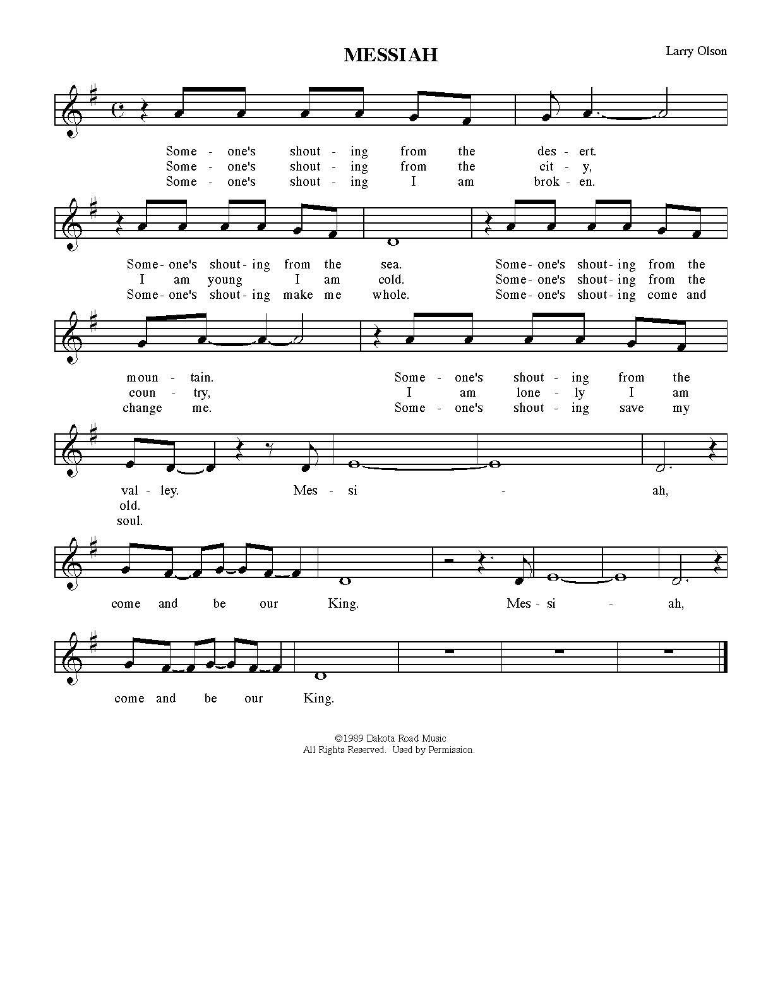 MESSIAH
Larry Olson
Some - one's shout - ing from the des - ert.
Some - one's shout - ing from the cit - y,
Some - one's shout - ing I am brok - en.
Some - one's shout - ing from the sea. Some - one's shout - ing from the
I am young I am cold. Some - one's shout - ing from the
Some - one's shout - ing make me whole. Some - one's shout - ing come and
moun - tain. Some - one's shout - ing from the
coun - try, I am lone - ly I am
change me. Some - one's shout - ing save my
val - ley. Mes - si - ah,
old.
soul.
come and be our King. Mes - si - ah,
come and be our King.
©1989 Dakota Road Music
All Rights Reserved. Used by Permission.